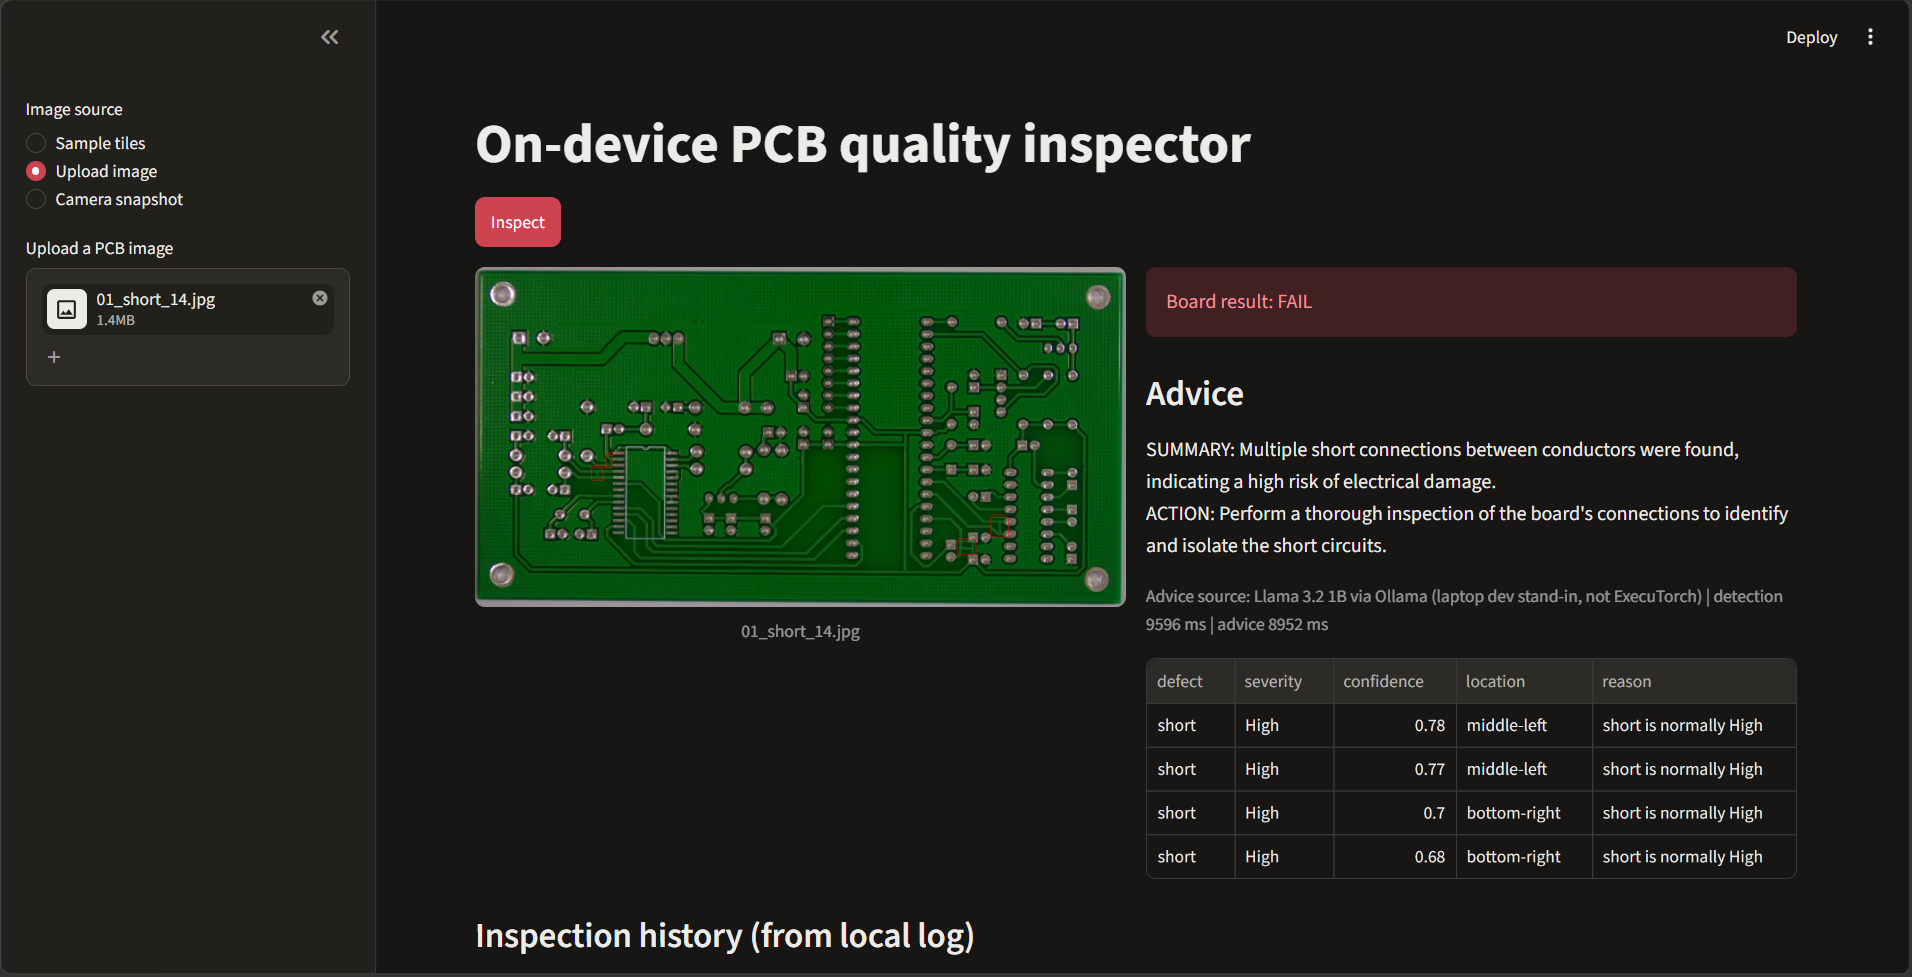 Deploy
Image source
Sample tiles
Upload image
Camera snapshot
Upload a PCB image
01_short_14.jpg
1.4MB
On-device PCB quality inspector
Inspect
01_short_14.jpg
Board result: FAIL
Advice
SUMMARY: Multiple short connections between conductors were found,
indicating a high risk of electrical damage.
ACTION: Perform a thorough inspection of the board's connections to identify
and isolate the short circuits.
Advice source: Llama 3.2 1B via Ollama (laptop dev stand-in, not ExecuTorch) | detection
9596 ms | advice 8952 ms
defect severity confidence location reason
short High 0.78 middle-left short is normally High
short High 0.77 middle-left short is normally High
short High 0.7 bottom-right short is normally High
short High 0.68 bottom-right short is normally High
Inspection history (from local log)